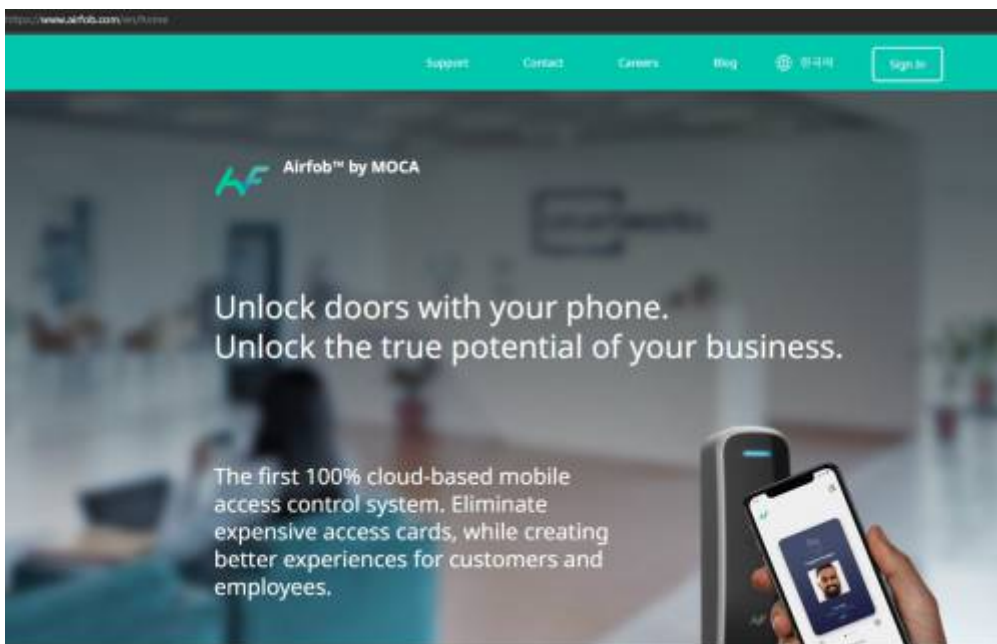 https://www.airfob.com/en/home
Support Contact Careers Blog 한국어 Sign In
Airfob™ by MOCA
Unlock doors with your phone.
Unlock the true potential of your business.
The first 100% cloud-based mobile
access control system. Eliminate
expensive access cards, while creating
better experiences for customers and
employees.